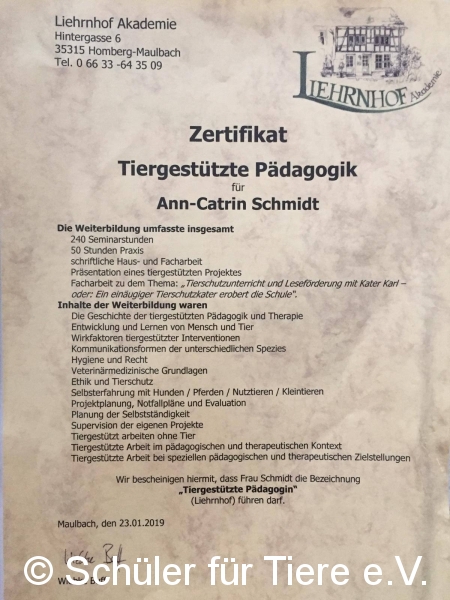 Liehrnhof Akademie
Hintergasse 6
35315 Homberg-Maulbach
Tel. 0 66 33 -64 35 09
LIEHRNHOF Akademie
Zertifikat
Tiergestützte Pädagogik
für
Ann-Catrin Schmidt
Die Weiterbildung umfasste insgesamt
240 Seminarstunden
50 Stunden Praxis
schriftliche Haus- und Facharbeit
Präsentation eines tiergestützten Projektes
Facharbeit zu dem Thema: „Tierschutzunterricht und Leseförderung mit Kater Karl –
oder: Ein einäugiger Tierschutzkater erobert die Schule“.
Inhalte der Weiterbildung waren
Die Geschichte der tiergestützten Pädagogik und Therapie
Entwicklung und Lernen von Mensch und Tier
Wirkfaktoren tiergestützter Interventionen
Kommunikationsformen der unterschiedlichen Spezies
Hygiene und Recht
Veterinärmedizinische Grundlagen
Ethik und Tierschutz
Selbsterfahrung mit Hunden / Pferden / Nutztieren / Kleintieren
Projektplanung, Notfallpläne und Evaluation
Planung der Selbstständigkeit
Supervision der eigenen Projekte
Tiergestützt arbeiten ohne Tier
Tiergestützte Arbeit im pädagogischen und therapeutischen Kontext
Tiergestützte Arbeit bei speziellen pädagogischen und therapeutischen Zielstellungen
Wir bescheinigen hiermit, dass Frau Schmidt die Bezeichnung
„Tiergestützte Pädagogin“
(Liehrnhof) führen darf.
Maulbach, den 23.01.2019
© Schüler für Tiere e.V.